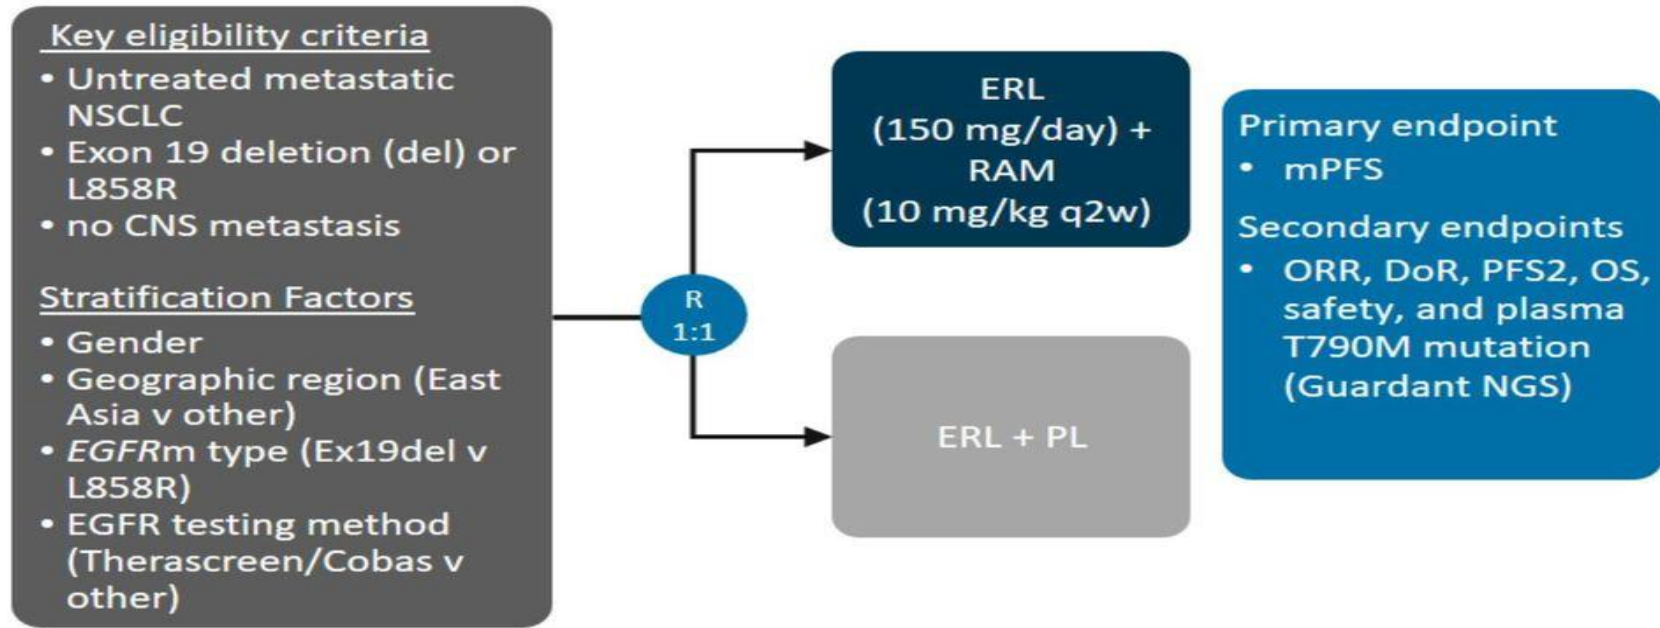 Key eligibility criteria
• Untreated metastatic
NSCLC
• Exon 19 deletion (del) or
L858R
• no CNS metastasis
Stratification Factors
• Gender
• Geographic region (East
Asia v other)
• EGFRm type (Ex19del v
L858R)
• EGFR testing method
(Therascreen/Cobas v
other)
R
1:1
ERL
(150 mg/day) +
RAM
(10 mg/kg q2w)
ERL + PL
Primary endpoint
• mPFS
Secondary endpoints
• ORR, DoR, PFS2, OS,
safety, and plasma
T790M mutation
(Guardant NGS)